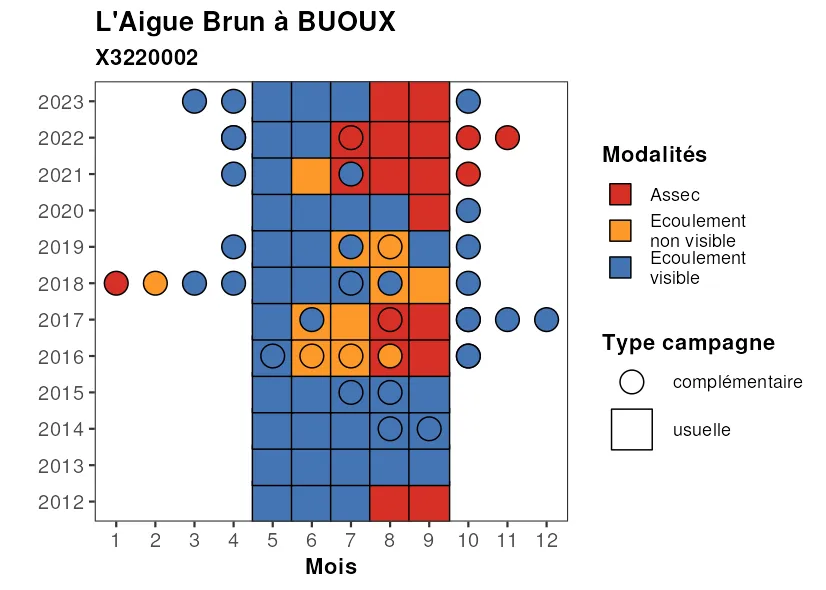 L'Aigue Brun à BUOUX
X3220002
2023
2022
2021
2020
2019
2018
2017
2016
2015
2014
2013
2012
1 2 3 4 5 6 7 8 9 10 11 12
Mois
Modalités
Assec
Ecoulement
non visible
Ecoulement
visible
Type campagne
complémentaire
usuelle